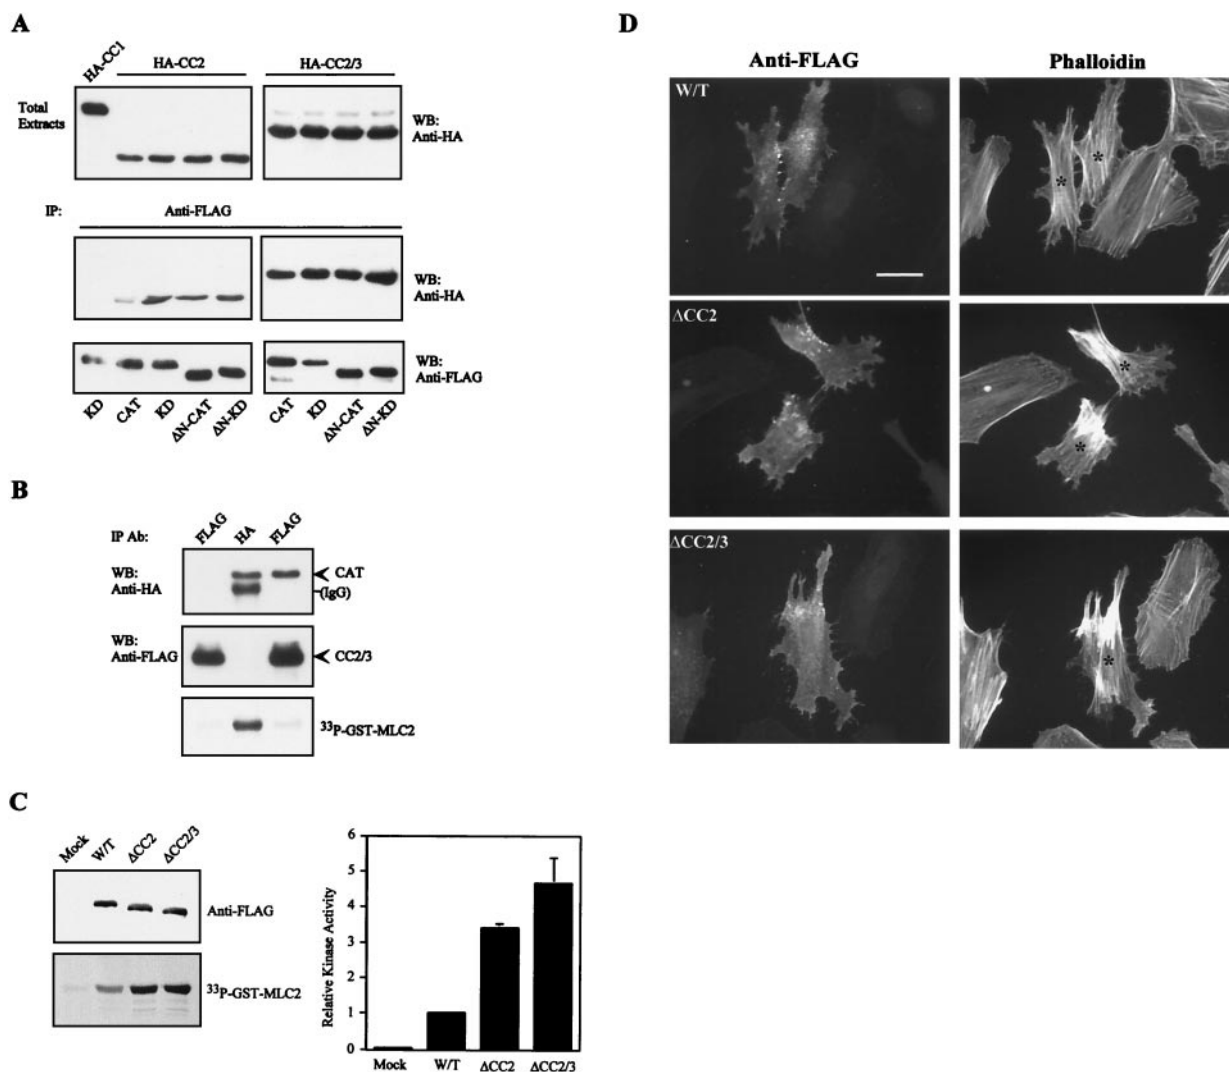 A
HA-CC1
HA-CC2
HA-CC2/3
Total
Extracts
WB:
Anti-HA
IP:
Anti-FLAG
WB:
Anti-HA
WB:
Anti-FLAG
KD
CAT
KD
ΔN-CAT
ΔN-KD
CAT
KD
ΔN-CAT
ΔN-KD
B
IP Ab:
FLAG
HA
FLAG
WB:
Anti-HA
CAT
(IgG)
WB:
Anti-FLAG
CC2/3
33P-GST-MLC2
C
Mock
W/T
ΔCC2
ΔCC2/3
Anti-FLAG
33P-GST-MLC2
Relative Kinase Activity
6
5
4
3
2
1
0
Mock
W/T
ΔCC2
ΔCC2/3
D
Anti-FLAG
Phalloidin
W/T
*
*
ΔCC2
*
*
ΔCC2/3
*